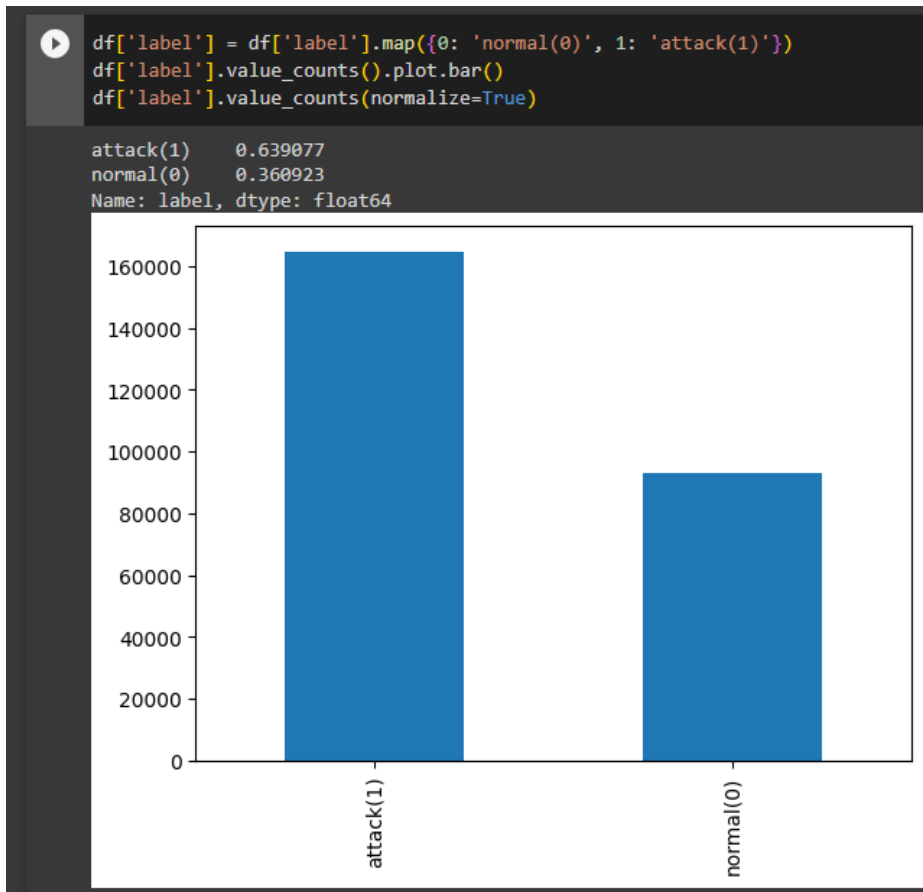 df['label'] = df['label'].map({0: 'normal(0)', 1: 'attack(1)'})
df['label'].value_counts().plot.bar()
df['label'].value_counts(normalize=True)
attack(1)    0.639077
normal(0)    0.360923
Name: label, dtype: float64
160000
140000
120000
100000
80000
60000
40000
20000
0
attack(1)
normal(0)